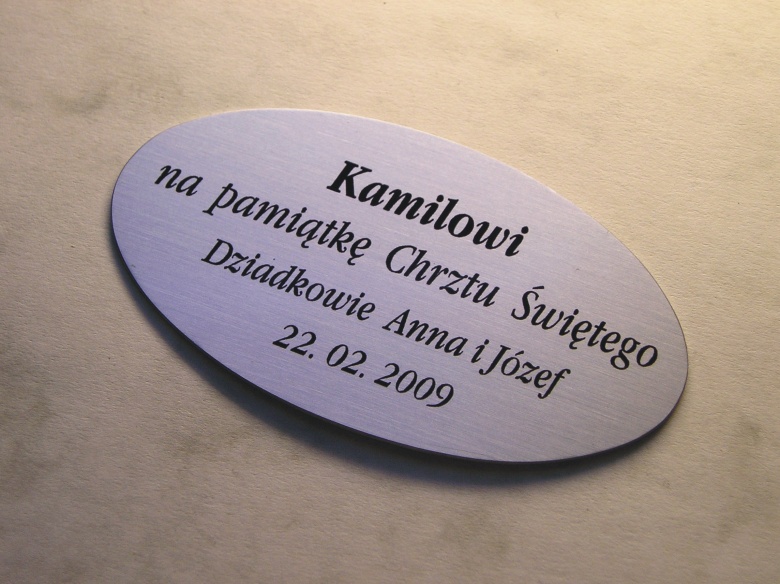 Kamilowi
na pamiątkę Chrztu Świętego
Dziadkowie Anna i Józef
22. 02. 2009